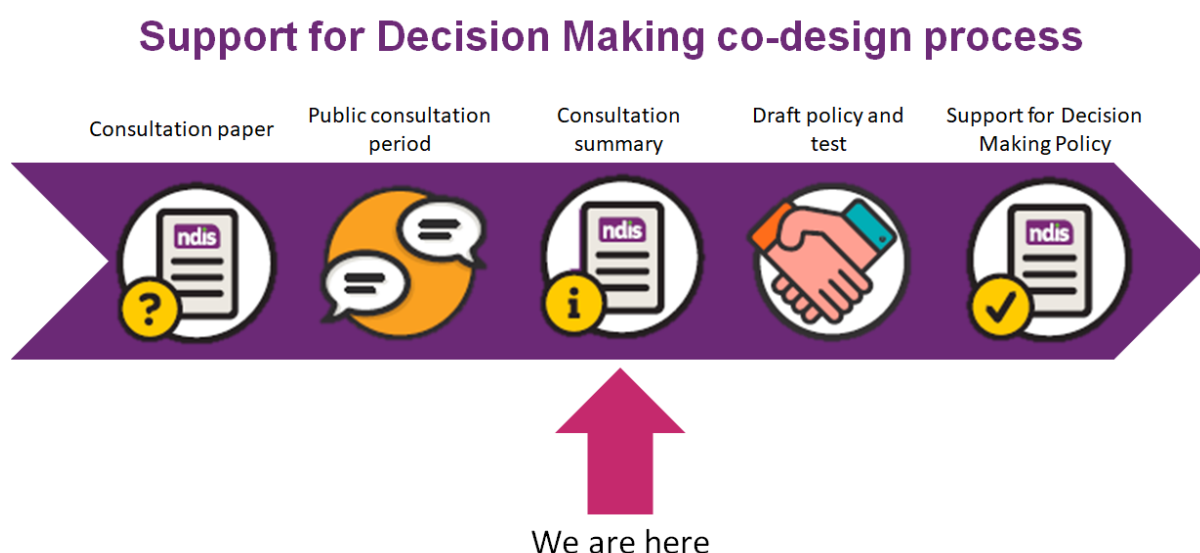 Support for Decision Making co-design process
Consultation paper
Public consultation
period
Consultation
summary
Draft policy and
test
Support for Decision
Making Policy
ndis
?
ndis
i
ndis
We are here